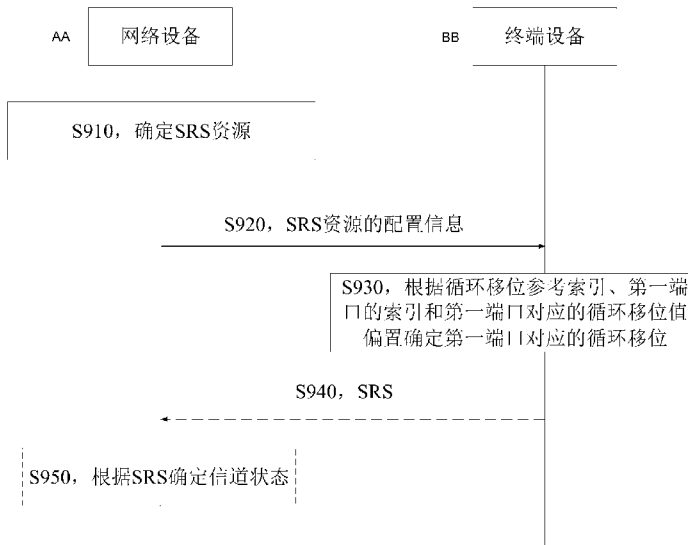 AA 网络设备 BB 终端设备
S910，确定SRS资源
S920，SRS资源的配置信息
S930，根据循环移位参考索引、第一端
口的索引和第一端口对应的循环移位值
偏置确定第一端口对应的循环移位
S940，SRS
S950，根据SRS确定信道状态